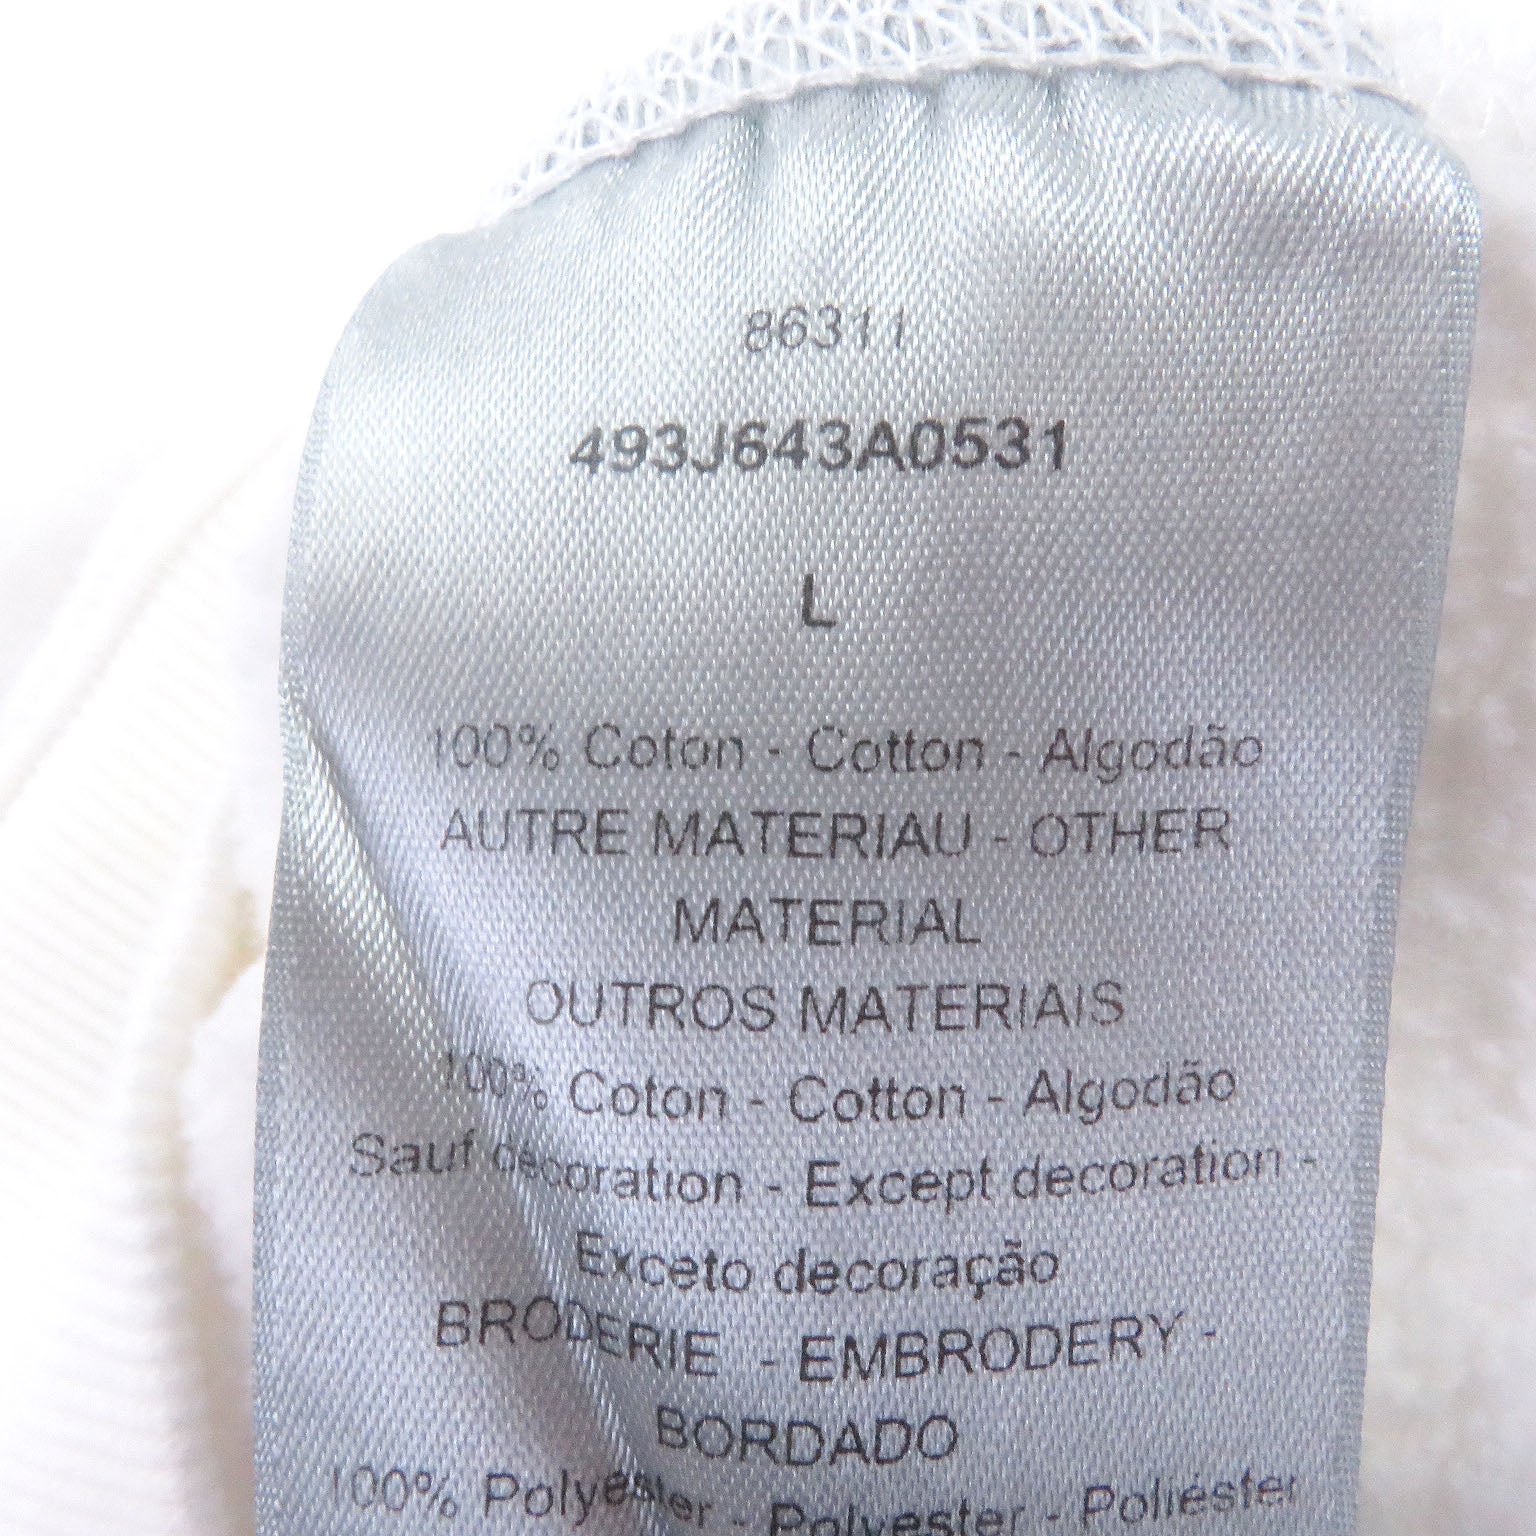 86311
493J643A0531
L
100% Coton - Cotton - Algodão
AUTRE MATERIAU - OTHER
MATERIAL
OUTROS MATERIAIS
100% Coton - Cotton - Algodão
Sauf decoration - Except decoration -
Exceto decoração
BRODERIE - EMBRODERY -
BORDADO
100% Polyester - Polyester - Poliéster